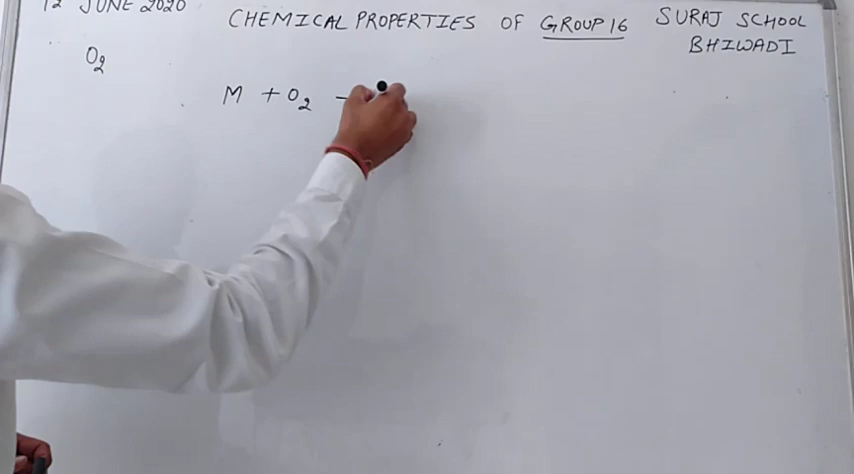 12 JUNE 2020
CHEMICAL PROPERTIES OF GROUP 16
SURAJ SCHOOL
BHIWADI
O₂
M + O₂ –